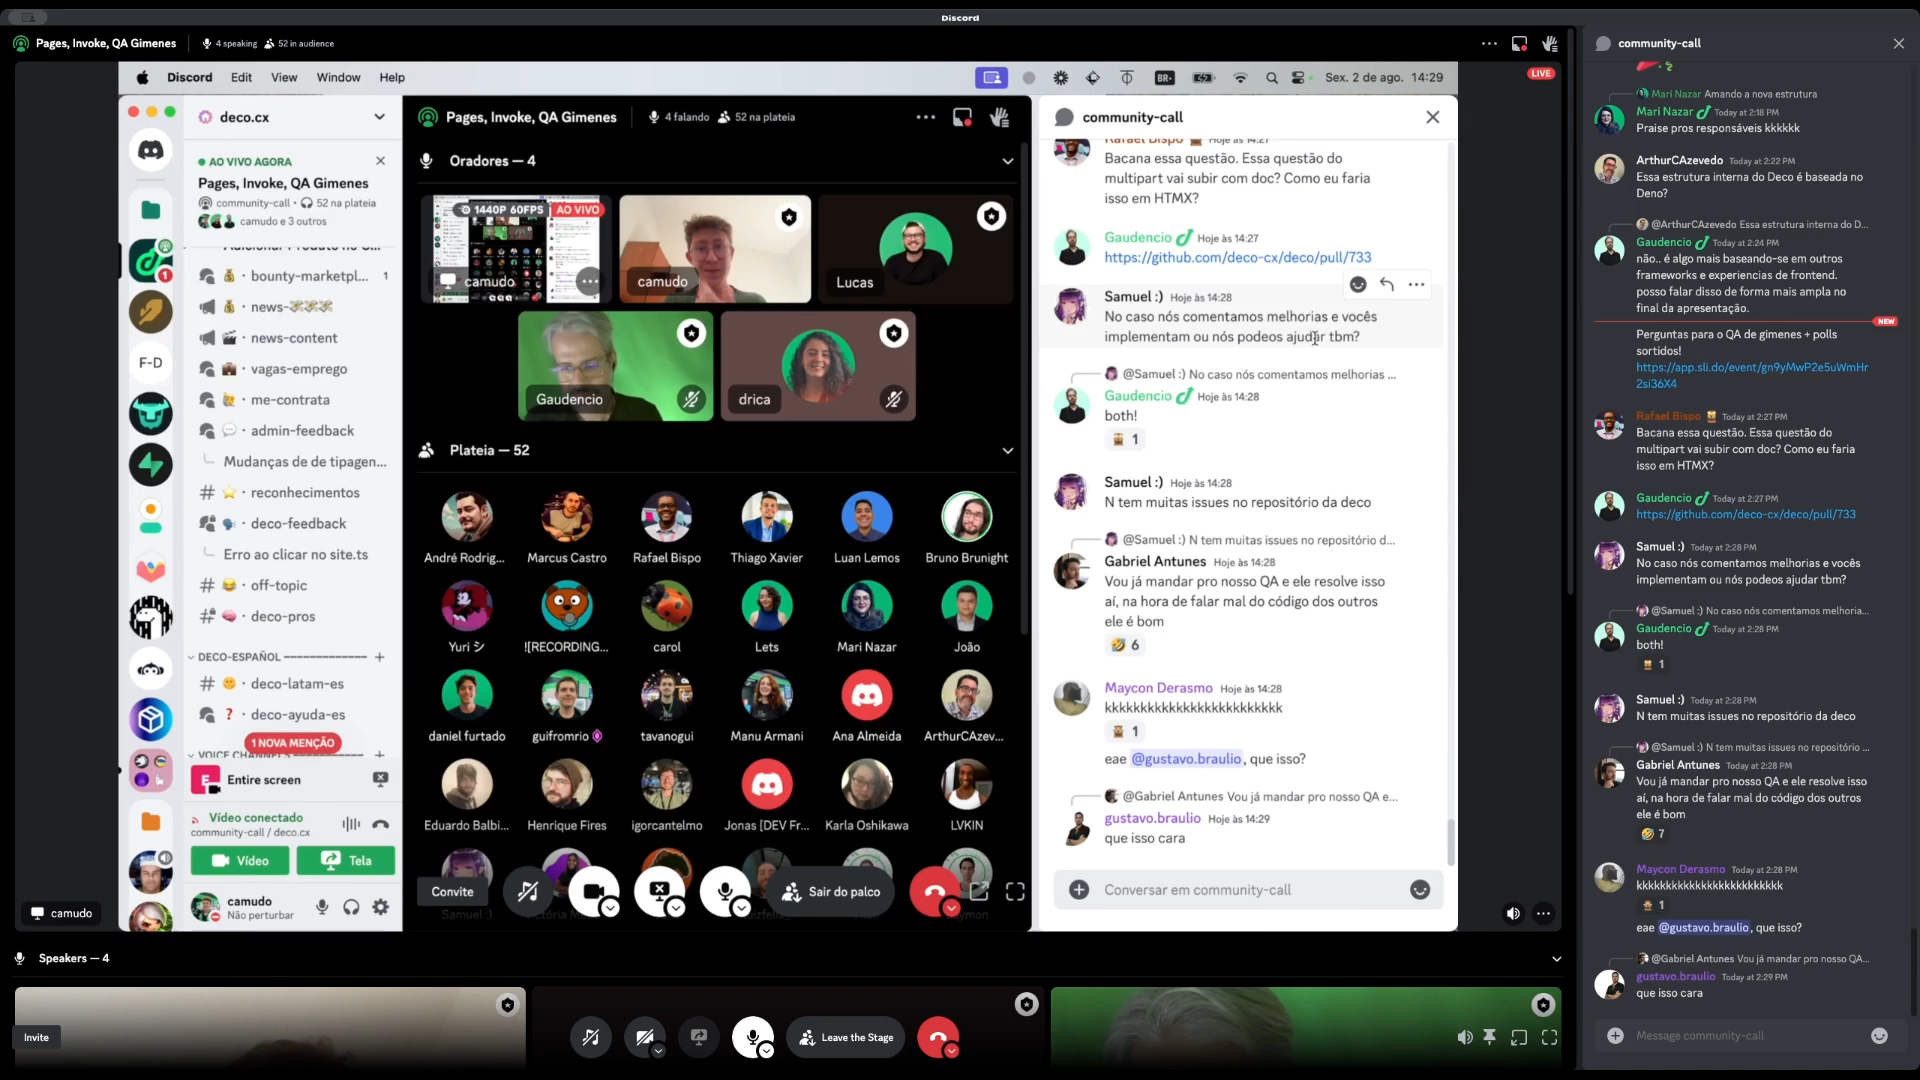 Discord
Pages, Invoke, QA Gimenes
4 speaking
52 in audience
LIVE
Discord
Edit
View
Window
Help
BR-
Sex. 2 de ago. 14:29
deco.cx
AO VIVO AGORA
Pages, Invoke, QA Gimenes
community-call • 52 na plateia
camudo e 3 outros
bounty-marketpl...
1
news-
news-content
F-D
vagas-emprego
me-contrata
admin-feedback
Mudanças de de tipagen...
reconhecimentos
deco-feedback
Erro ao clicar no site.ts
off-topic
deco-pros
DECO-ESPAÑOL
deco-latam-es
deco-ayuda-es
1 NOVA MENÇÃO
VOICE CHANNELS
Entire screen
Vídeo conectado
community-call / deco.cx
Vídeo
Tela
camudo
Não perturbar
Pages, Invoke, QA Gimenes
4 falando
52 na plateia
Oradores — 4
1440P 60FPS
AO VIVO
camudo
camudo
Lucas
Gaudencio
drica
Plateia — 52
André Rodrig...
Marcus Castro
Rafael Bispo
Thiago Xavier
Luan Lemos
Bruno Brunight
Yuri シ
![RECORDING...
carol
Lets
Mari Nazar
João
daniel furtado
guifromrio
tavanogui
Manu Armani
Ana Almeida
ArthurCAzev...
Eduardo Balbi...
Henrique Fires
igorcantelmo
Jonas [DEV Fr...
Karla Oshikawa
LVKIN
Convite
Sair do palco
Samuel :)
community-call
Rafael Bispo Hoje às 14:27
Bacana essa questão. Essa questão do
multipart vai subir com doc? Como eu faria
isso em HTMX?
Gaudencio Hoje às 14:27
https://github.com/deco-cx/deco/pull/733
Samuel :) Hoje às 14:28
No caso nós comentamos melhorias e vocês
implementam ou nós podeos ajudar tbm?
@Samuel :) No caso nós comentamos melhorias ...
Gaudencio Hoje às 14:28
both!
1
Samuel :) Hoje às 14:28
N tem muitas issues no repositório da deco
@Samuel :) N tem muitas issues no repositório d...
Gabriel Antunes Hoje às 14:28
Vou já mandar pro nosso QA e ele resolve isso
aí, na hora de falar mal do código dos outros
ele é bom
6
Maycon Derasmo Hoje às 14:28
kkkkkkkkkkkkkkkkkkkkkkkkk
1
eae @gustavo.braulio, que isso?
@Gabriel Antunes Vou já mandar pro nosso QA e...
gustavo.braulio Hoje às 14:29
que isso cara
Conversar em community-call
camudo
Speakers — 4
Invite
Leave the Stage
community-call
Mari Nazar Amando a nova estrutura
Mari Nazar Today at 2:18 PM
Praise pros responsáveis kkkkkk
ArthurCAzevedo Today at 2:22 PM
Essa estrutura interna do Deco é baseada no
Deno?
@ArthurCAzevedo Essa estrutura interna do D...
Gaudencio Today at 2:24 PM
não.. é algo mais baseando-se em outros
frameworks e experiencias de frontend.
posso falar disso de forma mais ampla no
final da apresentação.
NEW
Perguntas para o QA de gimenes + polls
sortidos!
https://app.sli.do/event/gn9yMwP2e5uWmHr
2si36X4
Rafael Bispo Today at 2:27 PM
Bacana essa questão. Essa questão do
multipart vai subir com doc? Como eu faria
isso em HTMX?
Gaudencio Today at 2:27 PM
https://github.com/deco-cx/deco/pull/733
Samuel :) Today at 2:28 PM
No caso nós comentamos melhorias e vocês
implementam ou nós podeos ajudar tbm?
@Samuel :) No caso nós comentamos melhoria...
Gaudencio Today at 2:28 PM
both!
1
Samuel :) Today at 2:28 PM
N tem muitas issues no repositório da deco
@Samuel :) N tem muitas issues no repositório ...
Gabriel Antunes Today at 2:28 PM
Vou já mandar pro nosso QA e ele resolve isso
aí, na hora de falar mal do código dos outros
ele é bom
7
Maycon Derasmo Today at 2:28 PM
kkkkkkkkkkkkkkkkkkkkkkkkk
1
eae @gustavo.braulio, que isso?
@Gabriel Antunes Vou já mandar pro nosso QA...
gustavo.braulio Today at 2:29 PM
que isso cara
Message community-call